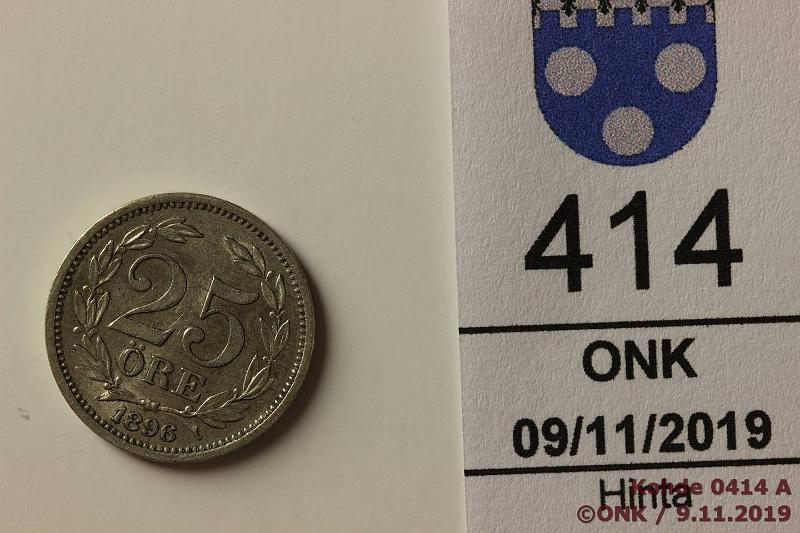 25
ÖRE
1896
414
ONK
09/11/2019
Hinta
Kohde 0414 A
©ONK / 9.11.2019